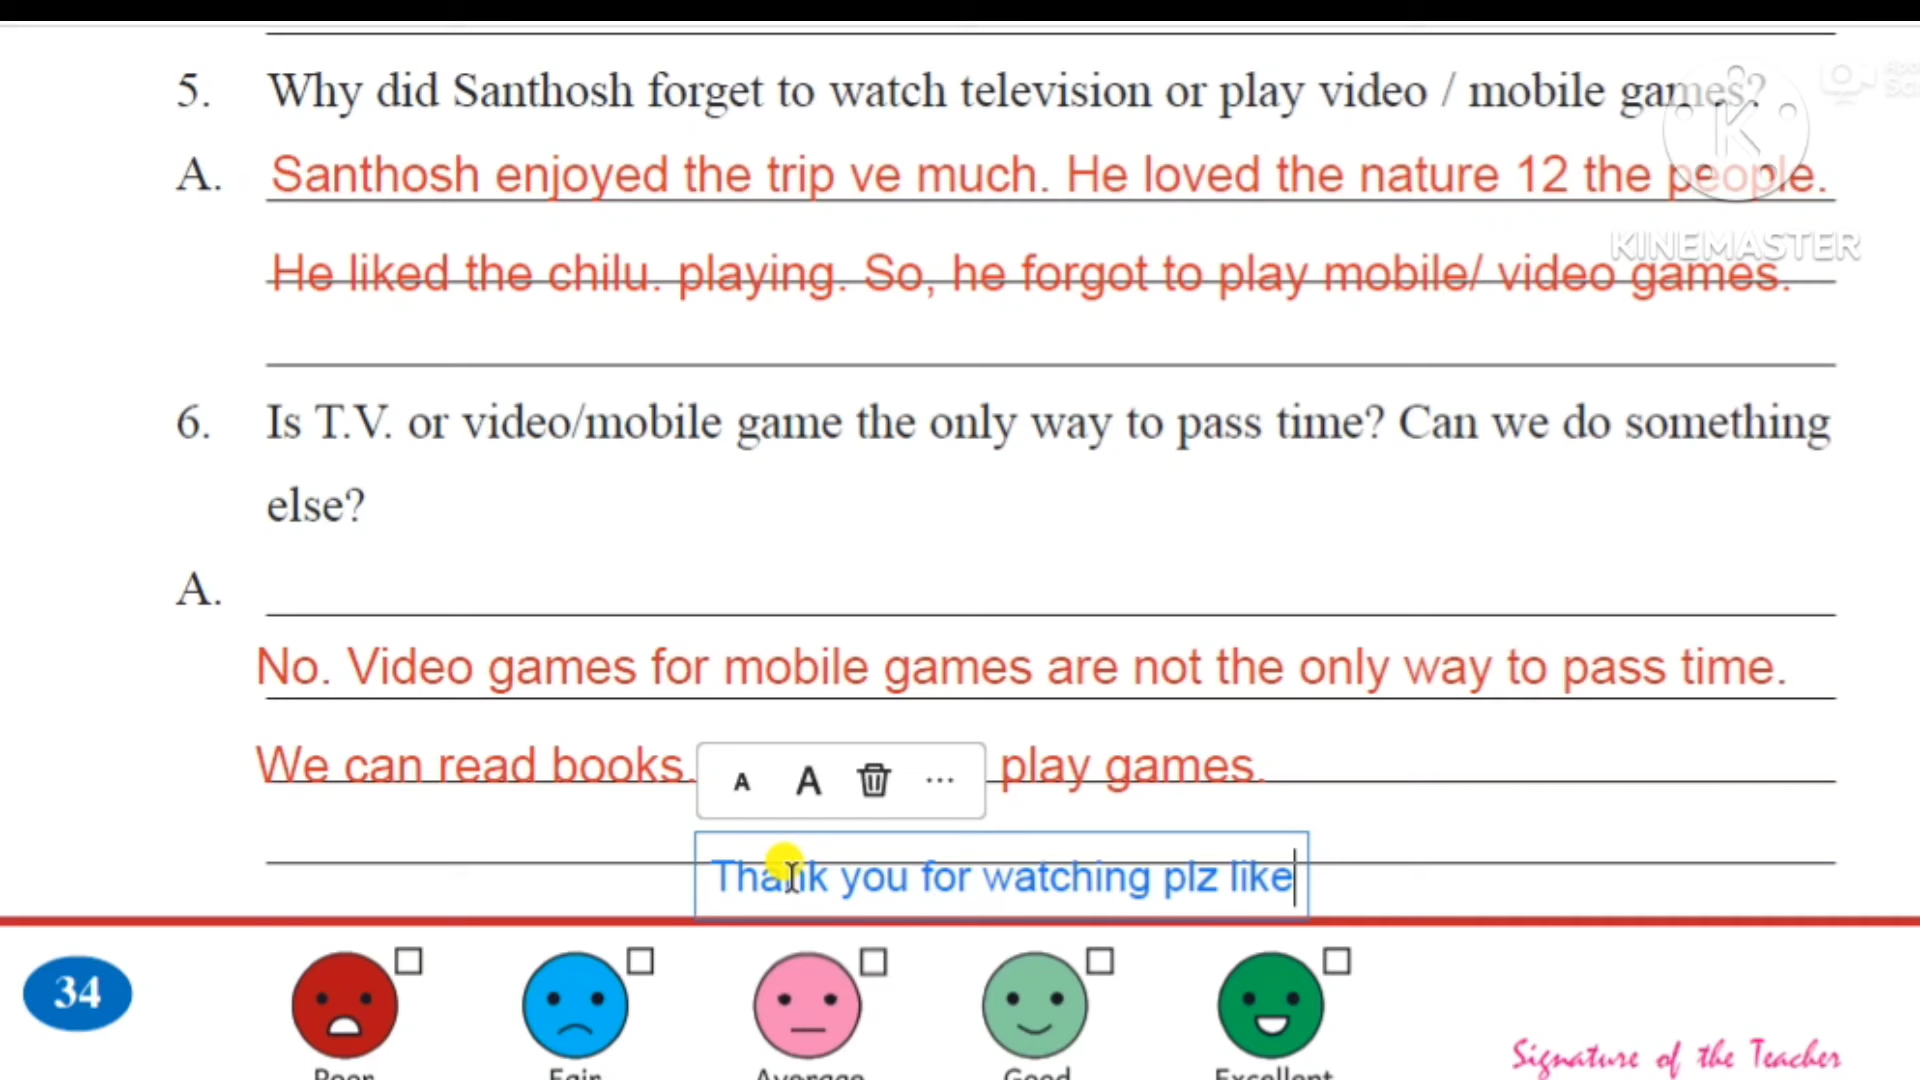 5. Why did Santhosh forget to watch television or play video / mobile games?
A. Santhosh enjoyed the trip ve much. He loved the nature 12 the people.
KINEMASTER
He liked the chilu. playing. So, he forgot to play mobile/ video games.
6. Is T.V. or video/mobile game the only way to pass time? Can we do something
else?
A.
No. Video games for mobile games are not the only way to pass time.
We can read books. play games.
A A ...
Thank you for watching plz like
34
Poor Fair Average Good Excellent
Signature of the Teacher